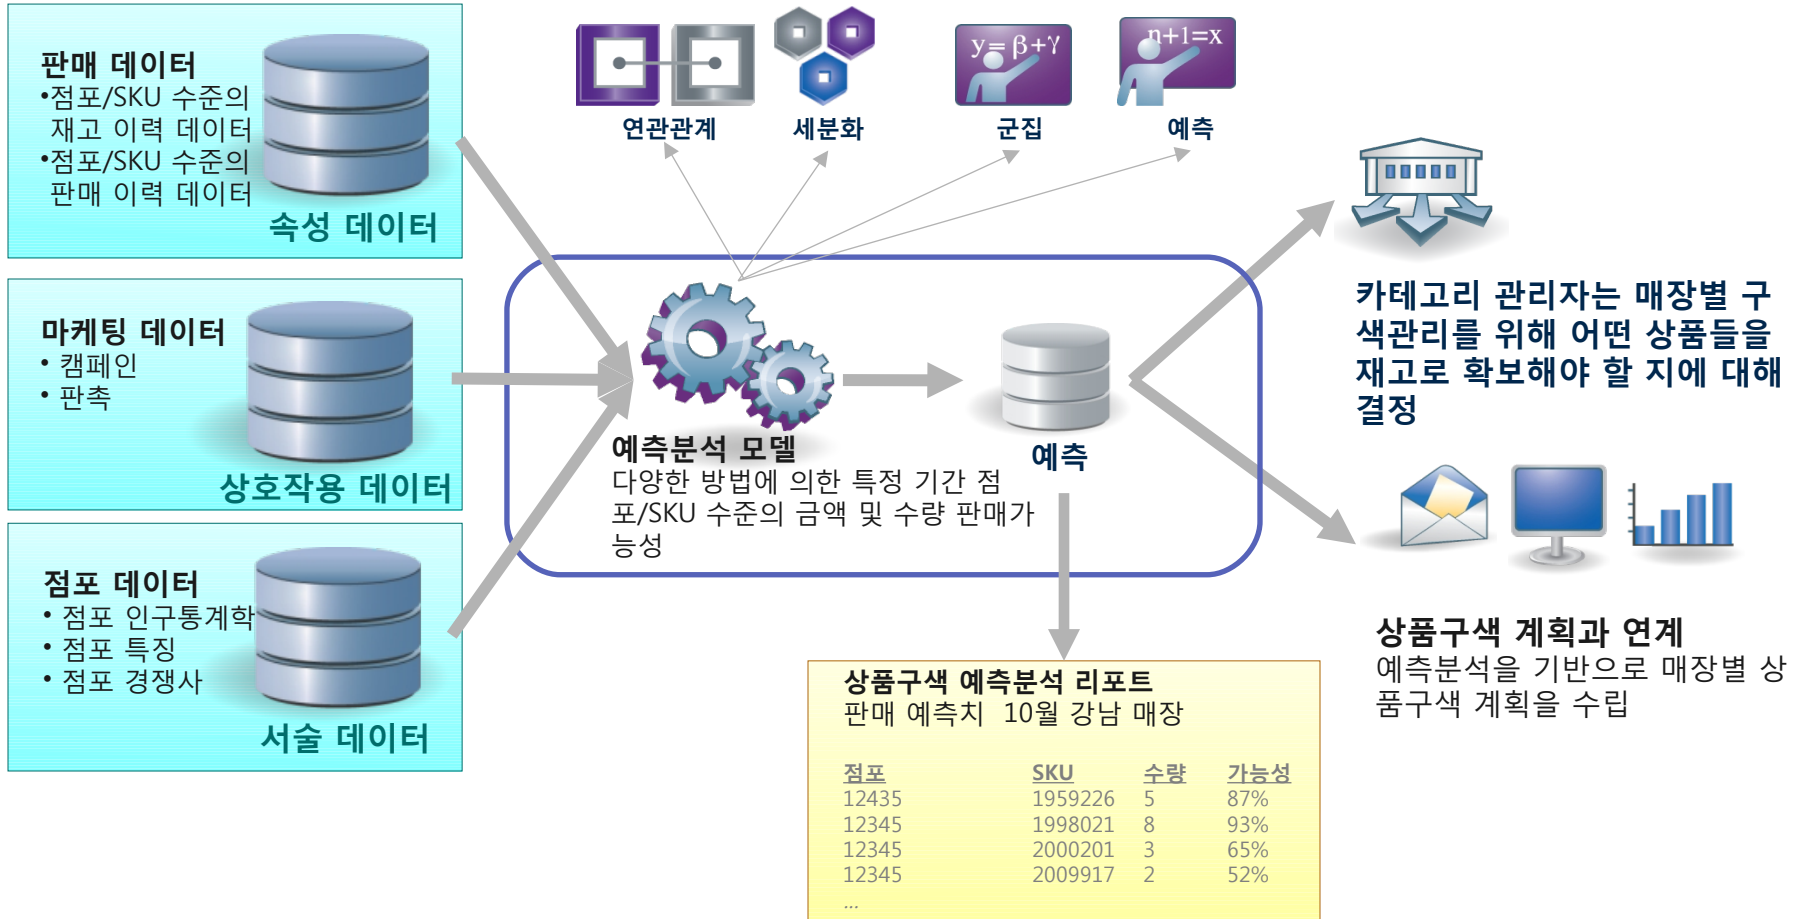 판매 데이터
•점포/SKU 수준의
재고 이력 데이터
•점포/SKU 수준의
판매 이력 데이터
속성 데이터
마케팅 데이터
• 캠페인
• 판촉
상호작용 데이터
점포 데이터
• 점포 인구통계학
• 점포 특징
• 점포 경쟁사
서술 데이터
y= β+γ
n+1=x
연관관계
세분화
군집
예측
예측분석 모델
다양한 방법에 의한 특정 기간 점
포/SKU 수준의 금액 및 수량 판매가
능성
예측
카테고리 관리자는 매장별 구
색관리를 위해 어떤 상품들을
재고로 확보해야 할 지에 대해
결정
상품구색 계획과 연계
예측분석을 기반으로 매장별 상
품구색 계획을 수립
상품구색 예측분석 리포트
판매 예측치 10월 강남 매장
점포 SKU 수량 가능성
12435 1959226 5 87%
12345 1998021 8 93%
12345 2000201 3 65%
12345 2009917 2 52%
...